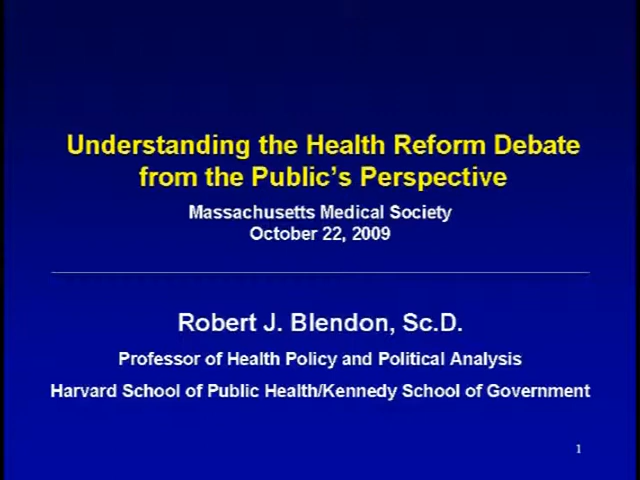 Understanding the Health Reform Debate
from the Public's Perspective
Massachusetts Medical Society
October 22, 2009
Robert J. Blendon, Sc.D.
Professor of Health Policy and Political Analysis
Harvard School of Public Health/Kennedy School of Government
1